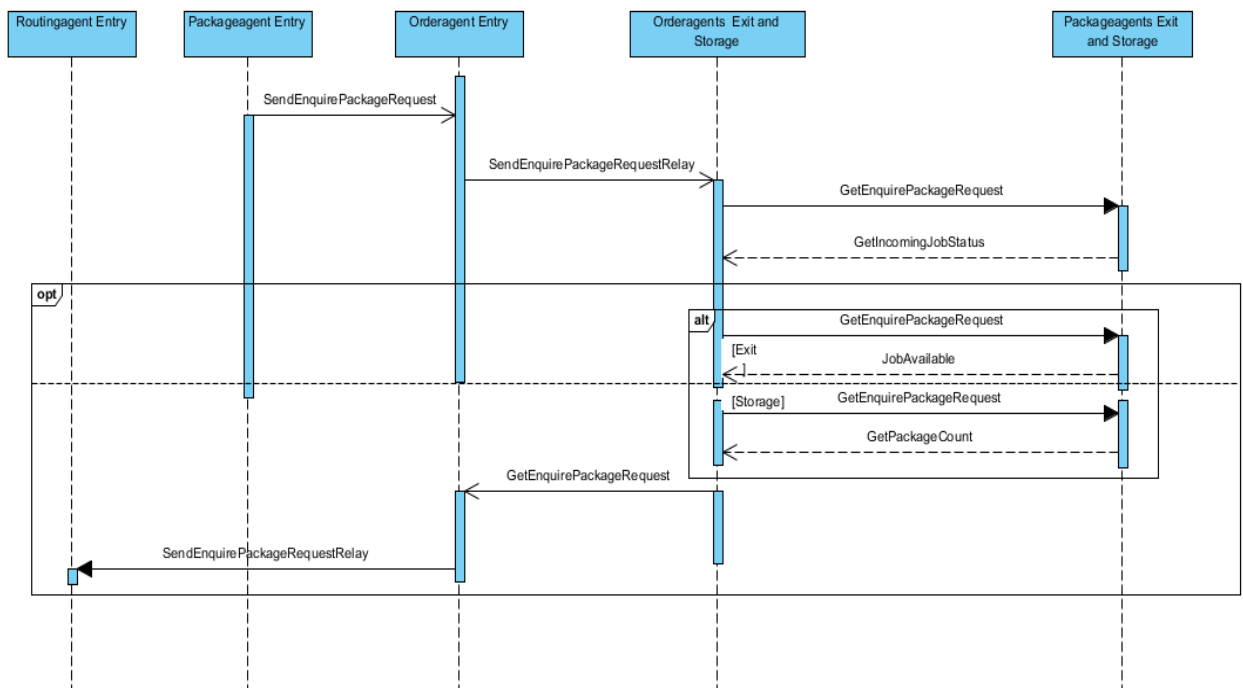 Routingagent Entry
Packageagent Entry
Orderagent Entry
Orderagents  Exit and
Storage
Packageagents Exit
and Storage
SendEnquirePackageRequest
SendEnquirePackageRequestRelay
GetEnquirePackageRequest
GetIncomingJobStatus
opt
alt
GetEnquirePackageRequest
[Exit
]
JobAvailable
[Storage]
GetEnquirePackageRequest
GetPackageCount
GetEnquirePackageRequest
SendEnquirePackageRequestRelay